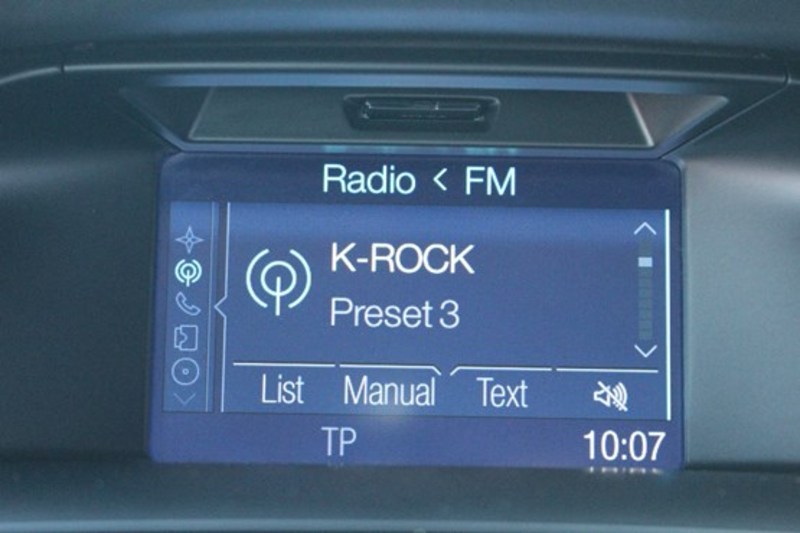 Radio < FM
K-ROCK
Preset 3
List Manual Text
TP 10:07